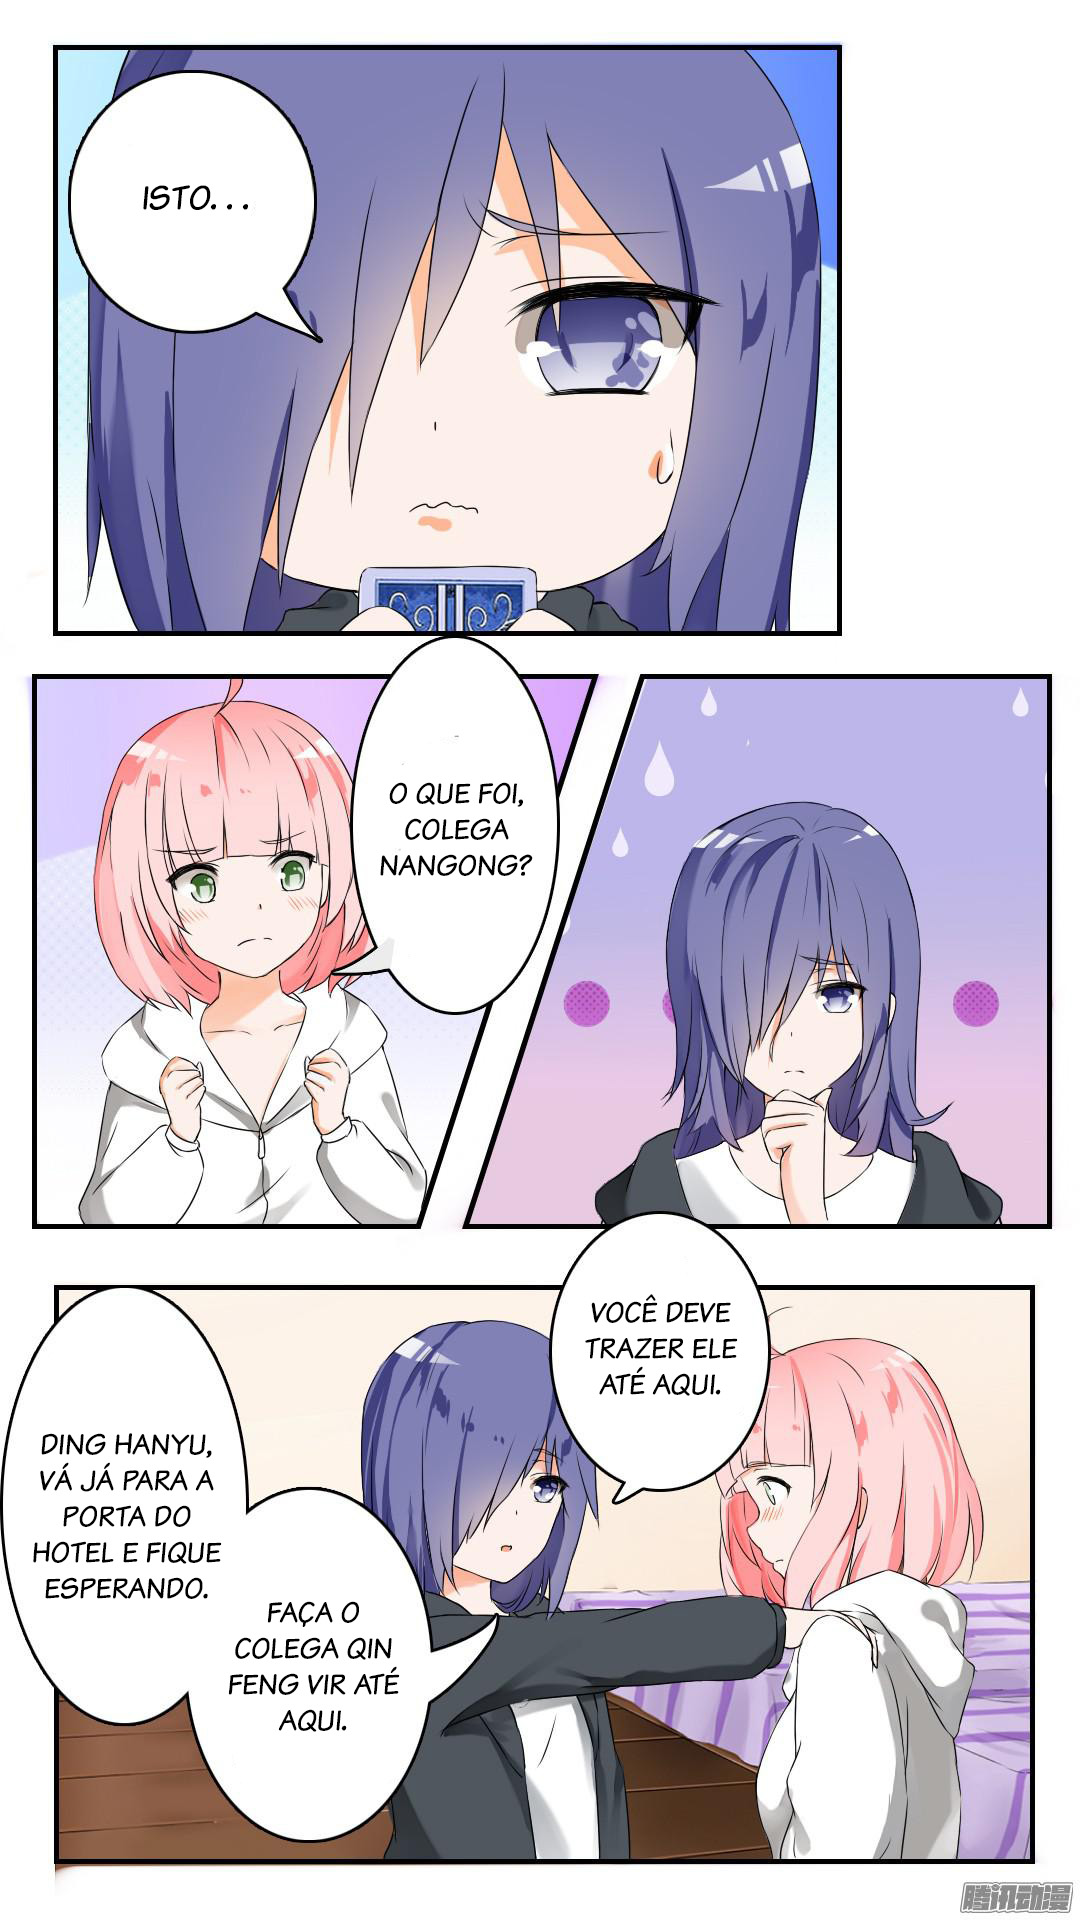 ISTO...
O QUE FOI,
COLEGA
NANGONG?
DING HANYU,
VÁ JÁ PARA A
PORTA DO
HOTEL E FIQUE
ESPERANDO.
FAÇA O
COLEGA QIN
FENG VIR ATÉ
AQUI.
VOCÊ DEVE
TRAZER ELE
ATÉ AQUI.
腾讯动漫